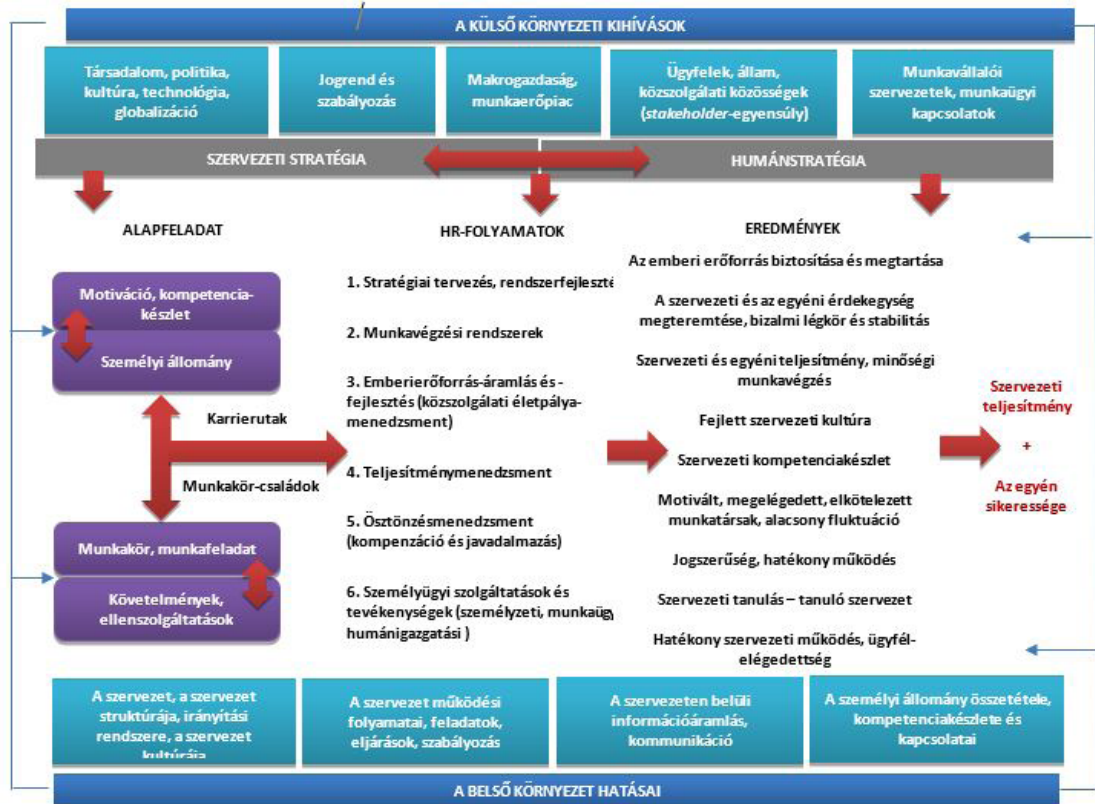 A KÜLSŐ KÖRNYEZETI KIHÍVÁSOK
Társadalom, politika,
kultúra, technológia,
globalizáció
Jogrend és
szabályozás
Makrogazdaság,
munkaerőpiac
Ügyfelek, állam,
közszolgálati közösségek
(stakeholder-egyensúly)
Munkavállalói
szervezetek, munkaügyi
kapcsolatok
SZERVEZETI STRATÉGIA
HUMÁNSTRATÉGIA
ALAPFELADAT
Motiváció, kompetencia-
készlet
Személyi állomány
Karrierutak
Munkakör-családok
Munkakör, munkafeladat
Követelmények,
ellenszolgáltatások
HR-FOLYAMATOK
1. Stratégiai tervezés, rendszerfejleszté
2. Munkavégzési rendszerek
3. Emberierőforrás-áramlás és -
fejlesztés (közszolgálati életpálya-
menedzsment)
4. Teljesítménymenedzsment
5. Ösztönzésmenedzsment
(kompenzáció és javadalmazás)
6. Személyügyi szolgáltatások és
tevékenységek (személyzeti, munkaügy
humánigazgatási )
EREDMÉNYEK
Az emberi erőforrás biztosítása és megtartása
A szervezeti és az egyéni érdekegység
megteremtése, bizalmi légkör és stabilitás
Szervezeti és egyéni teljesítmény, minőségi
munkavégzés
Fejlett szervezeti kultúra
Szervezeti kompetenciakészlet
Motivált, megelégedett, elkötelezett
munkatársak, alacsony fluktuáció
Jogszerűség, hatékony működés
Szervezeti tanulás – tanuló szervezet
Hatékony szervezeti működés, ügyfél-
elégedettség
Szervezeti
teljesítmény
+
Az egyén
sikeressége
A szervezet, a szervezet
struktúrája, irányítási
rendszere, a szervezet
kultúrája
A szervezet működési
folyamatai, feladatok,
eljárások, szabályozás
A szervezeten belüli
információáramlás,
kommunikáció
A személyi állomány összetétele,
kompetenciakészlete és
kapcsolatai
A BELSŐ KÖRNYEZET HATÁSAI